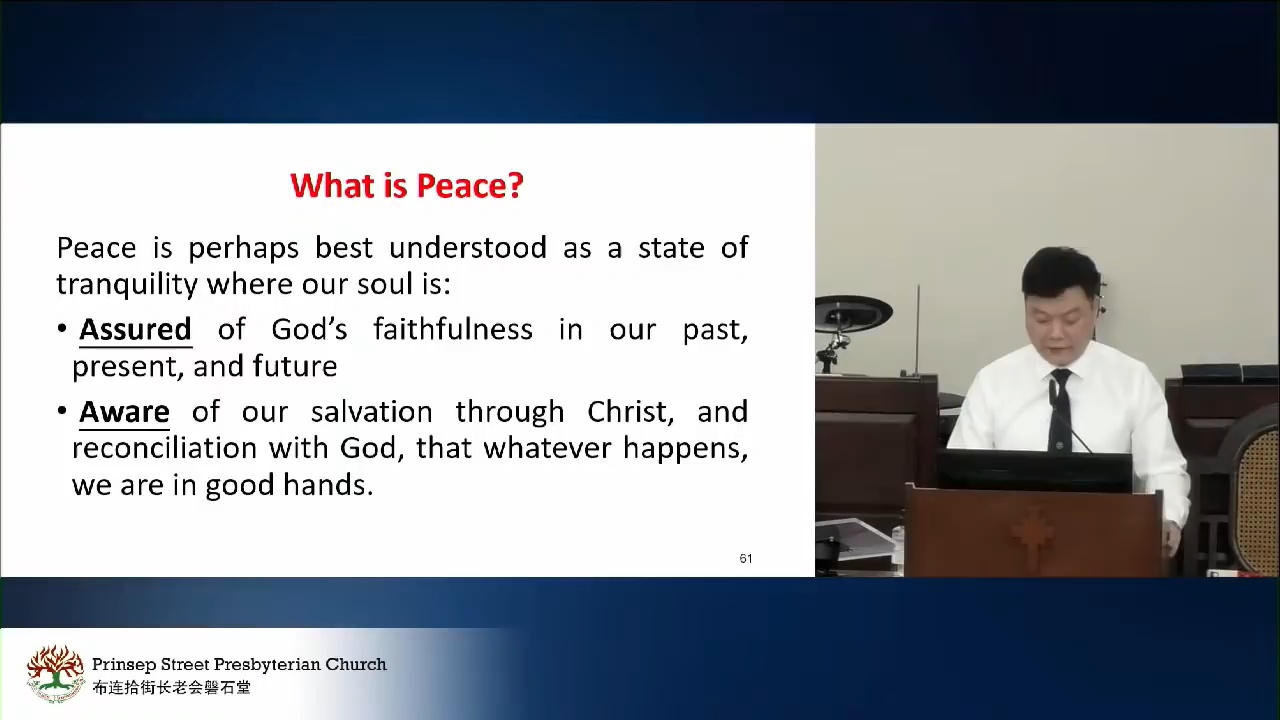 What is Peace?
Peace is perhaps best understood as a state of
tranquility where our soul is:
• Assured of God’s faithfulness in our past,
present, and future
• Aware of our salvation through Christ, and
reconciliation with God, that whatever happens,
we are in good hands.
61
Prinsep Street Presbyterian Church
布连拾街长老会磐石堂